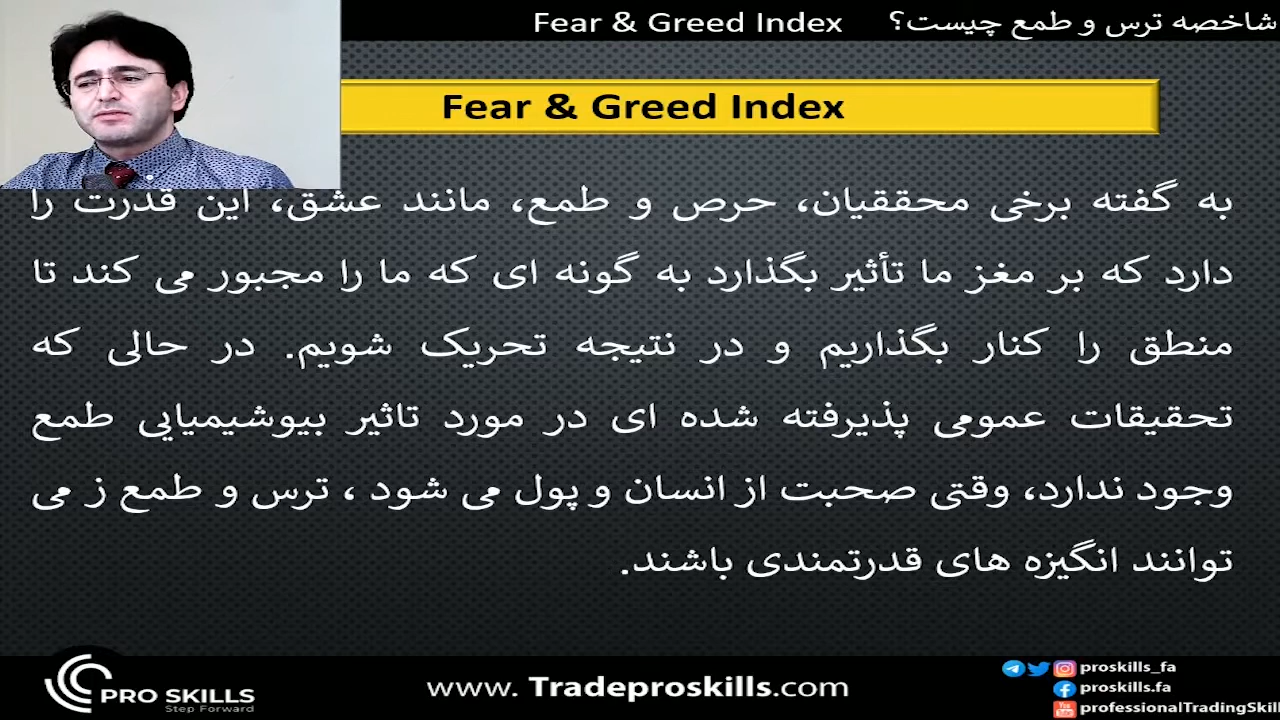 شاخصه ترس و طمع چیست؟ Fear & Greed Index
Fear & Greed Index
به گفته برخی محققیان، حرص و طمع، مانند عشق، این قدرت را
دارد که بر مغز ما تأثیر بگذارد به گونه ای که ما را مجبور می کند تا
منطق را کنار بگذاریم و در نتیجه تحریک شویم. در حالی که
تحقیقات عمومی پذیرفته شده ای در مورد تاثیر بیوشیمیایی طمع
وجود ندارد، وقتی صحبت از انسان و پول می شود ، ترس و طمع ز می
توانند انگیزه های قدرتمندی باشند.
PRO SKILLS
Step Forward
www. Tradeproskills.com
proskills_fa
proskills.fa
professionalTradingSkill